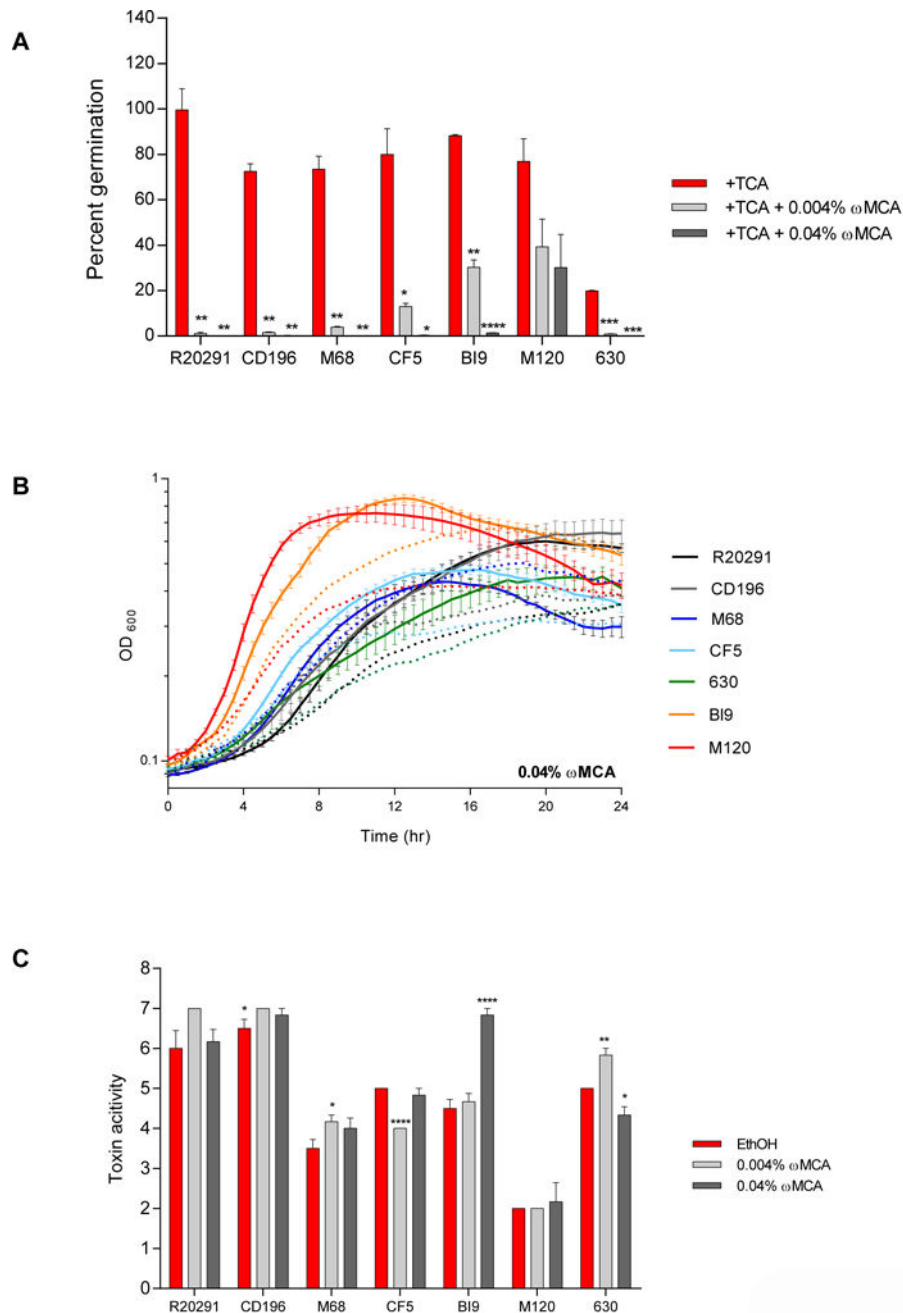 A
140
120
100
80
60
40
20
0
Percent germination
** ** ** ** ** ** * * ** **** *** ***
R20291 CD196 M68 CF5 BI9 M120 630
+TCA
+TCA + 0.004% ωMCA
+TCA + 0.04% ωMCA
B
1
0.1
OD 600
0 4 8 12 16 20 24
Time (hr)
0.04% ωMCA
R20291
CD196
M68
CF5
630
BI9
M120
C
8
7
6
5
4
3
2
1
0
Toxin acitivity
* * **** **** ** *
R20291 CD196 M68 CF5 BI9 M120 630
EthOH
0.004% ωMCA
0.04% ωMCA